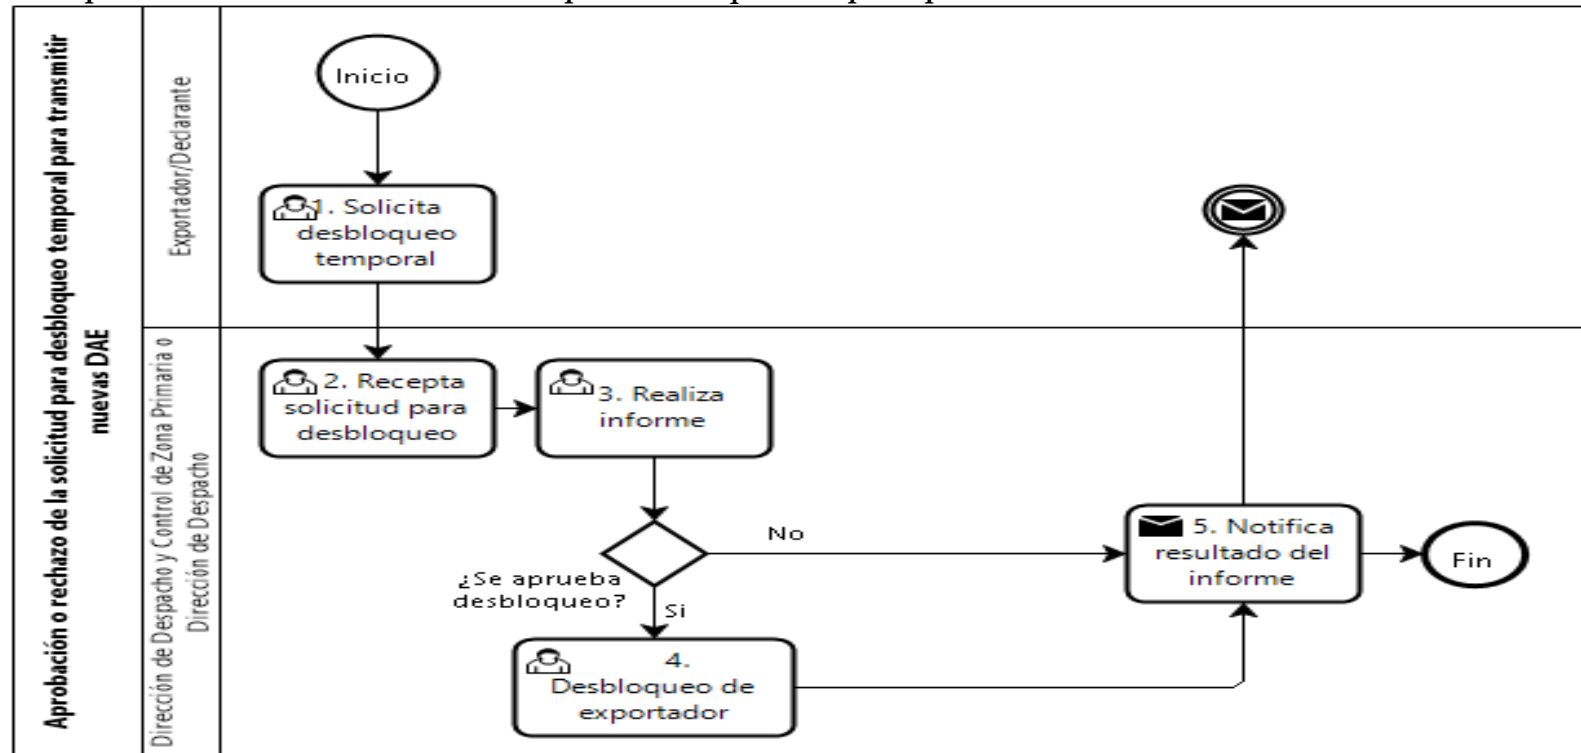 Aprobación o rechazo de la solicitud para desbloqueo temporal para transmitir
nuevas DAE
Exportador/Declarante
Inicio
1. Solicita
desbloqueo
temporal
Dirección de Despacho y Control de Zona Primaria o
Dirección de Despacho
2. Recepta
solicitud para
desbloqueo
3. Realiza
informe
¿Se aprueba
desbloqueo?
No
Si
4.
Desbloqueo de
exportador
5. Notifica
resultado del
informe
Fin